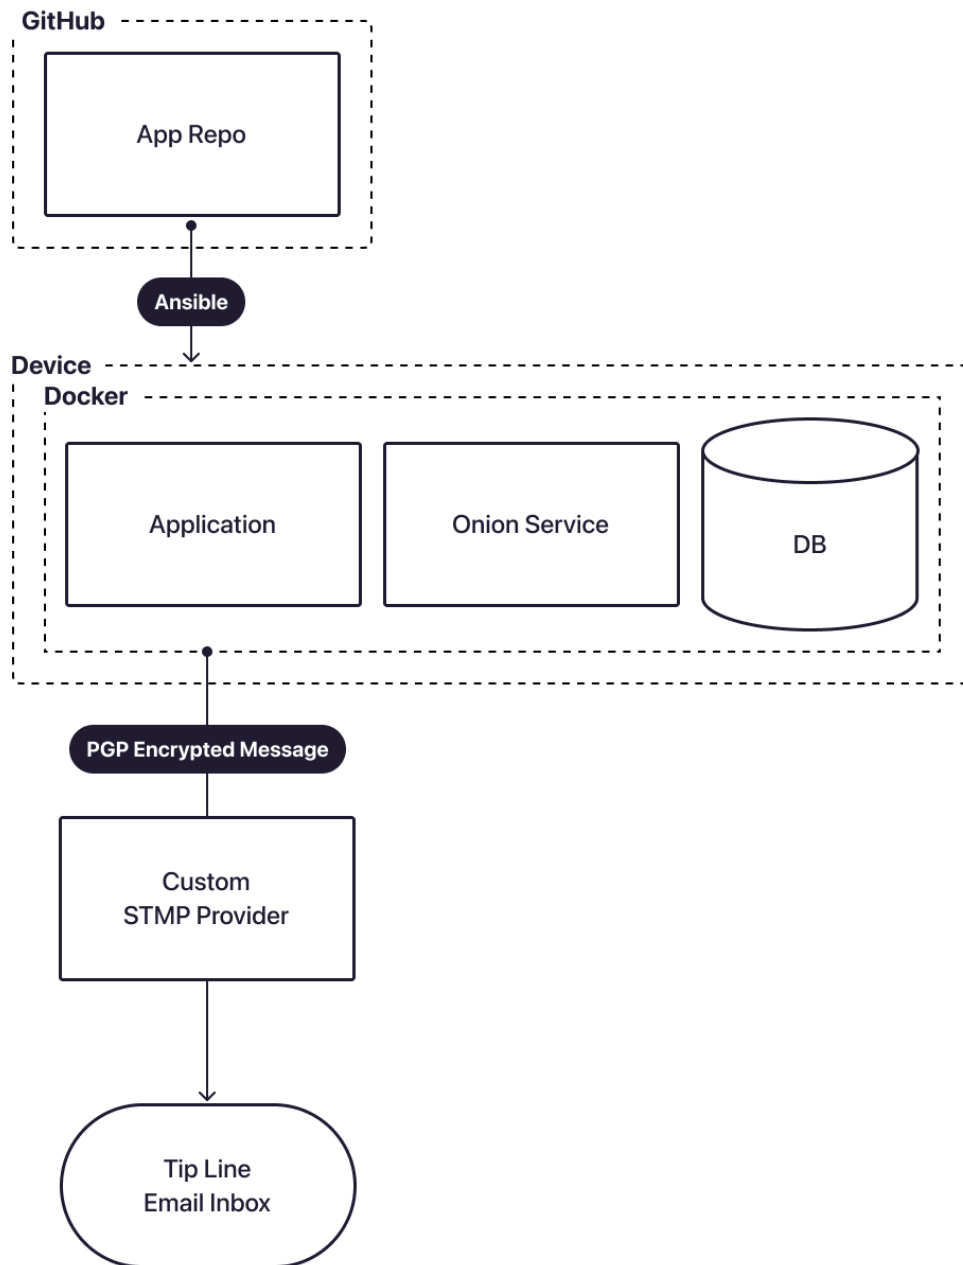 GitHub
App Repo
Ansible
Device
Docker
Application
Onion Service
DB
PGP Encrypted Message
Custom
STMP Provider
Tip Line
Email Inbox